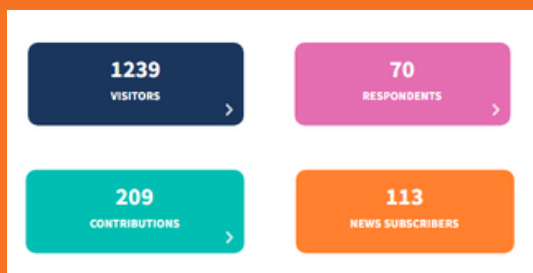 1239
VISITORS
70
RESPONDENTS
209
CONTRIBUTIONS
113
NEWS SUBSCRIBERS